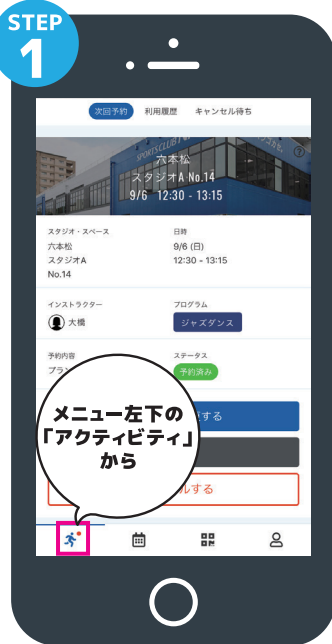 STEP
1
次回予約 利用履歴 キャンセル待ち
六本松
スタジオA No.14
9/6 12:30 - 13:15
スタジオ・スペース 日時
六本松 9/6 (日)
スタジオA 12:30 - 13:15
No.14
インストラクター プログラム
大橋 ジャズダンス
予約内容 ステータス
プラン 予約済み
メニュー左下の
「アクティビティ」
から
する
ルする